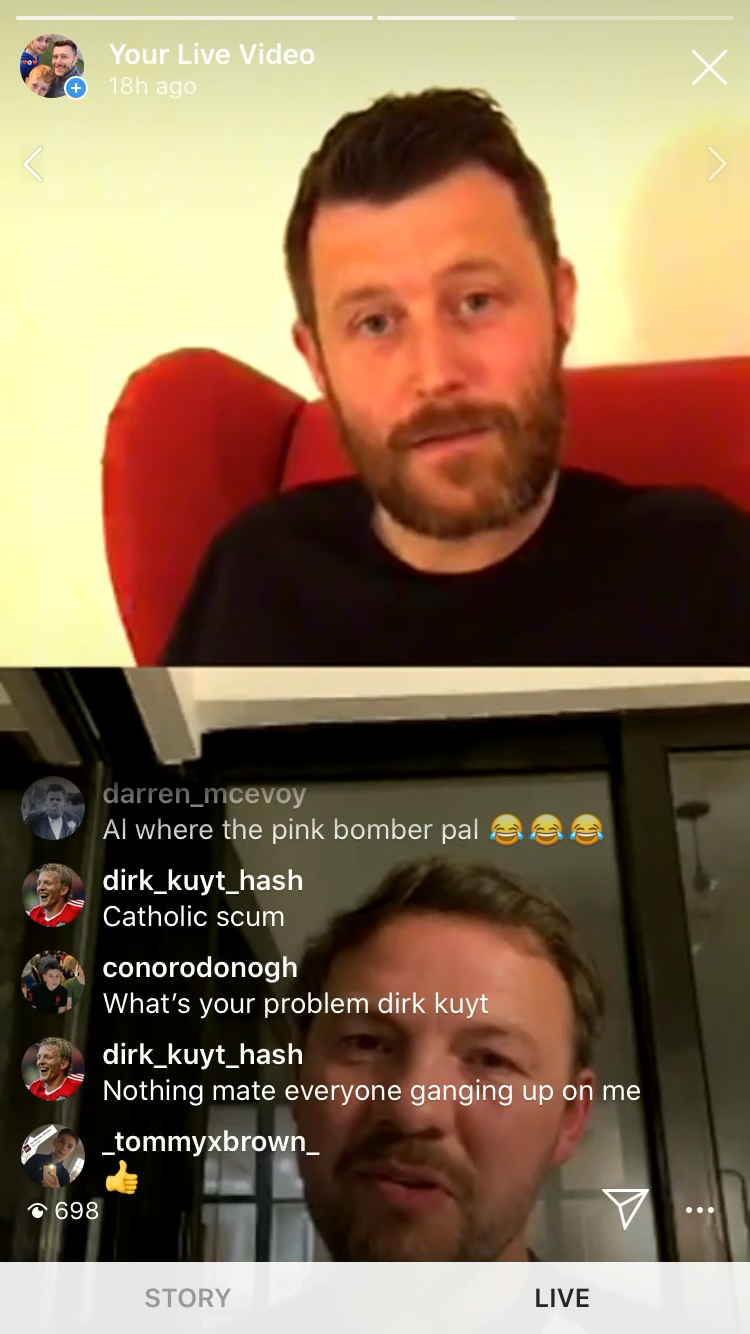 Your Live Video
18h ago
darren_mcevoy
Al where the pink bomber pal 😂😂😂
dirk_kuyt_hash
Catholic scum
conorodonogh
What’s your problem dirk kuyt
dirk_kuyt_hash
Nothing mate everyone ganging up on me
_tommyxbrown_
👍
698
STORY
LIVE